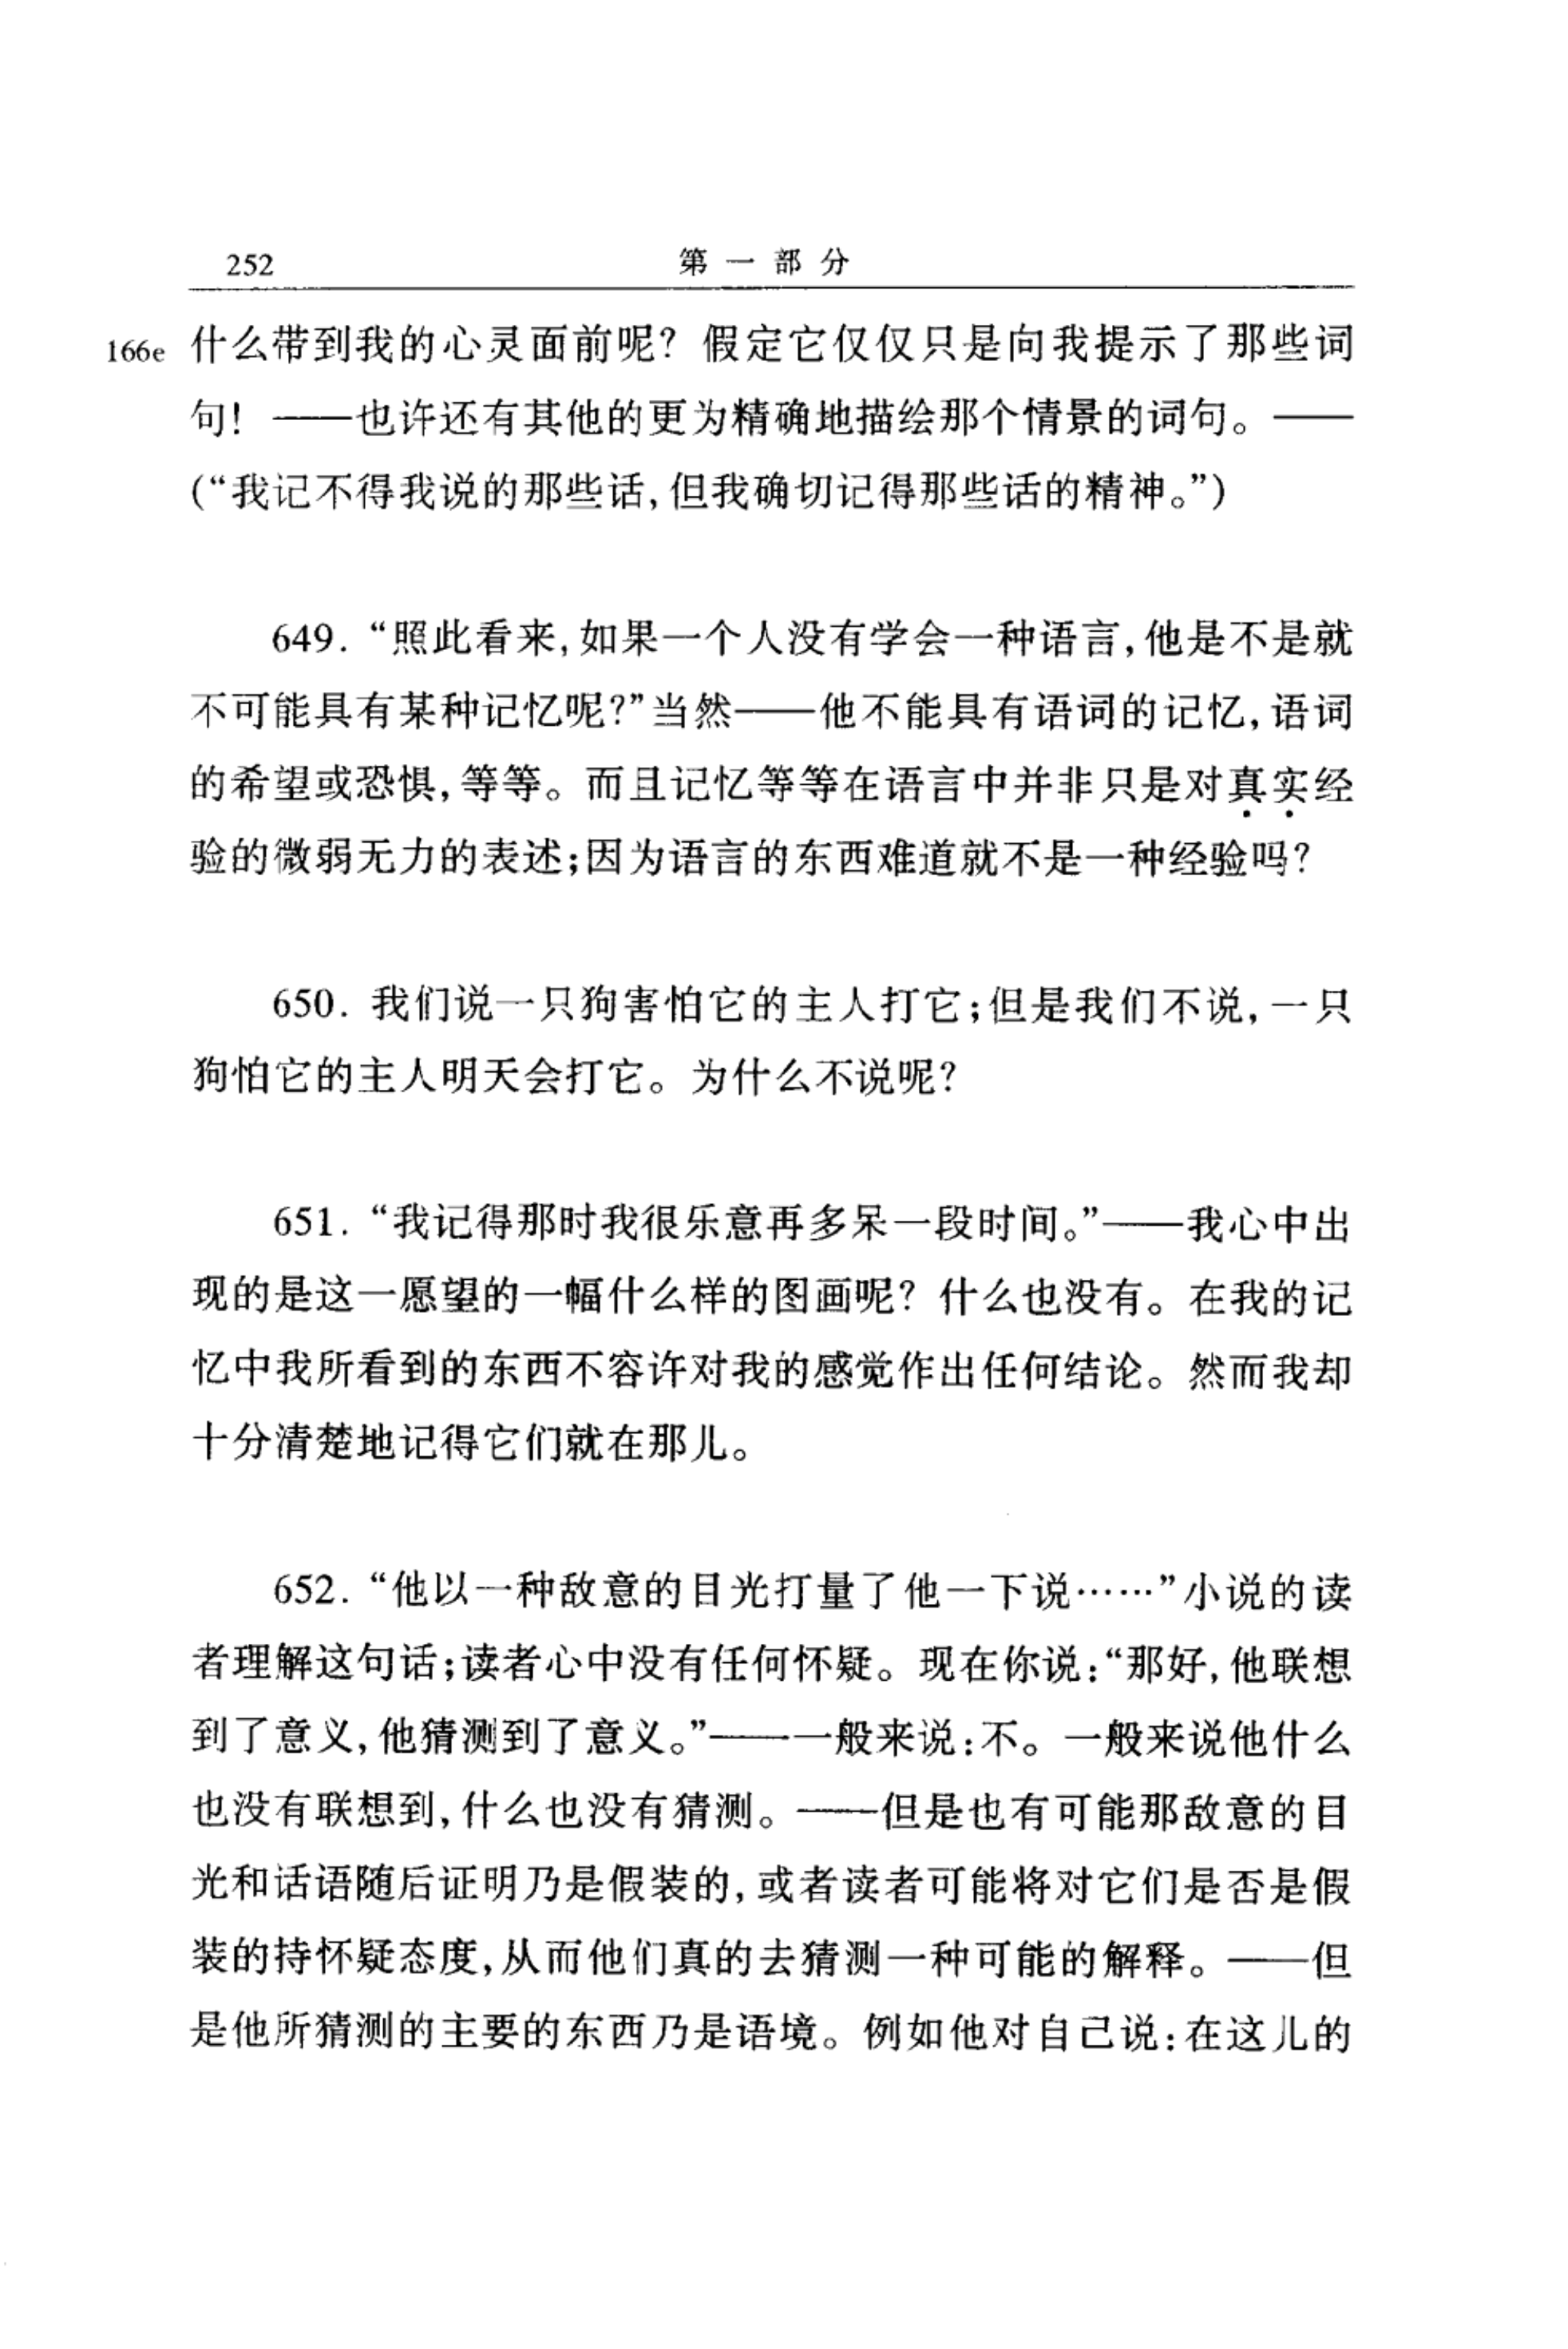 252
第一部分
166e 什么带到我的心灵面前呢？假定它仅仅只是向我提示了那些词
句！——也许还有其他的更为精确地描绘那个情景的词句。——
(“我记不得我说的那些话,但我确切记得那些话的精神。”)
649. “照此看来,如果一个人没有学会一种语言,他是不是就
不可能具有某种记忆呢?”当然——他不能具有语词的记忆,语词
的希望或恐惧,等等。而且记忆等等在语言中并非只是对真实经
验的微弱无力的表述;因为语言的东西难道就不是一种经验吗?
650. 我们说一只狗害怕它的主人打它;但是我们不说,一只
狗怕它的主人明天会打它。为什么不说呢?
651. “我记得那时我很乐意再多呆一段时间。”——我心中出
现的是这一愿望的一幅什么样的图画呢？什么也没有。在我的记
忆中我所看到的东西不容许对我的感觉作出任何结论。然而我却
十分清楚地记得它们就在那儿。
652. “他以一种敌意的目光打量了他一下说……”小说的读
者理解这句话;读者心中没有任何怀疑。现在你说:“那好,他联想
到了意义,他猜测到了意义。”——一般来说:不。一般来说他什么
也没有联想到,什么也没有猜测。——但是也有可能那敌意的目
光和话语随后证明乃是假装的,或者读者可能将对它们是否是假
装的持怀疑态度,从而他们真的去猜测一种可能的解释。——但
是他所猜测的主要的东西乃是语境。例如他对自己说:在这儿的